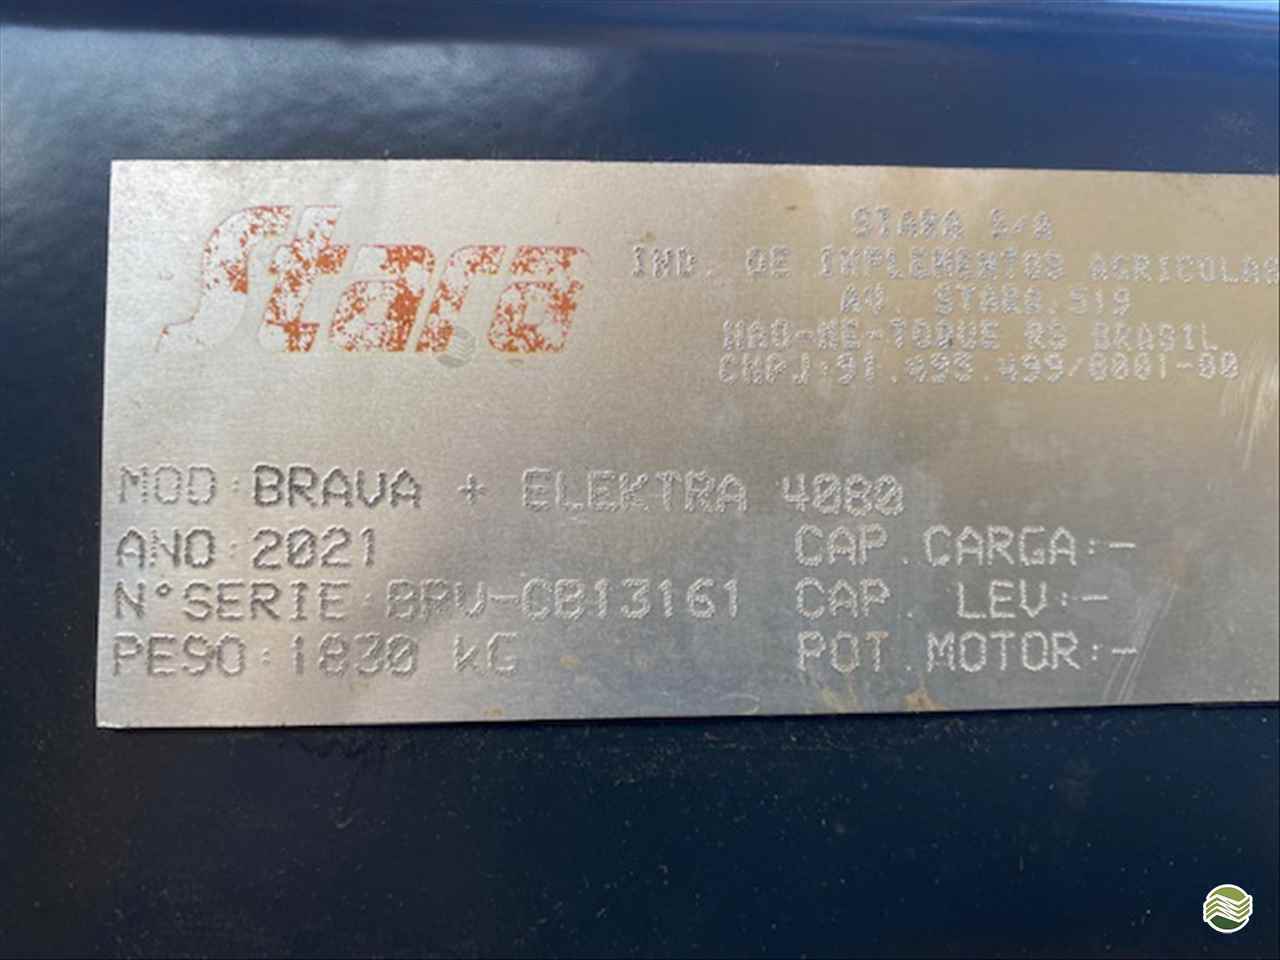 Stara
STARA S/A
IND. DE IMPLEMENTOS AGRICOLAS
AV. STARA,519
NAO-ME-TOQUE RS BRASIL
CNPJ:91.495.499/0001-00
MOD:BRAVA + ELEKTRA 4080
ANO:2021
CAP.CARGA:-
N°SERIE:BRV-CB13161
CAP. LEV:-
PESO:1830 KG
POT.MOTOR:-